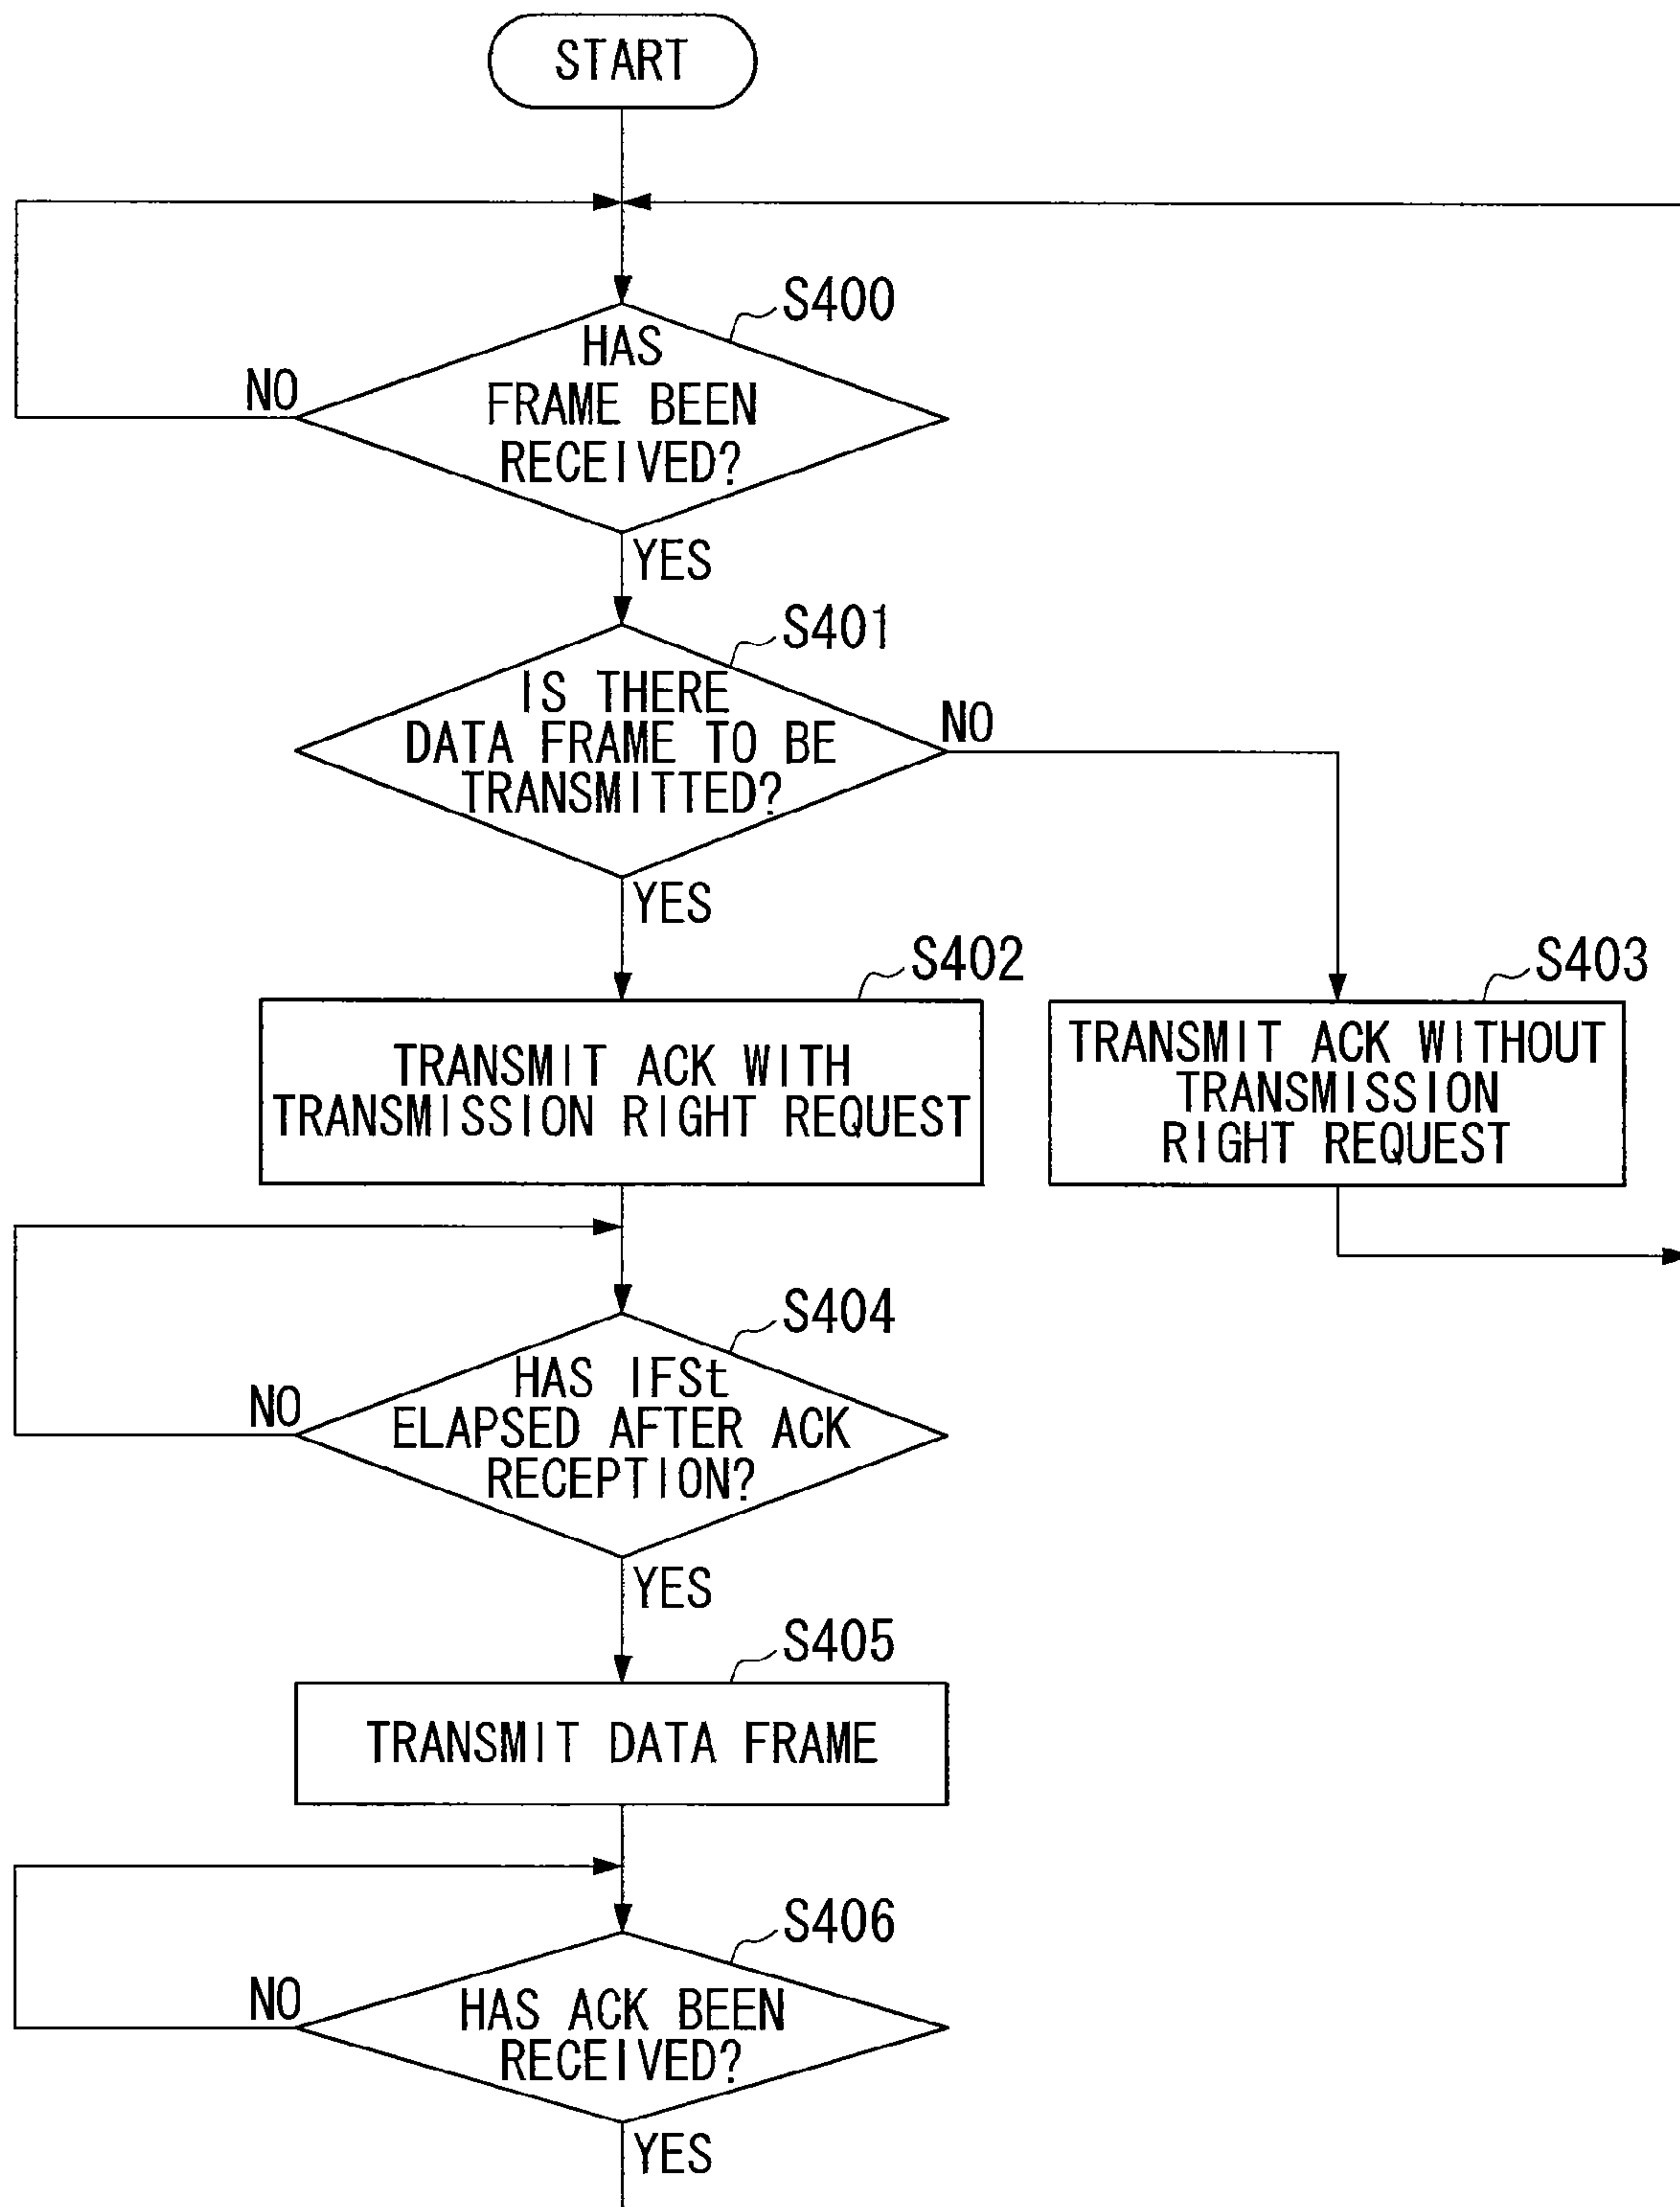 START
S400
HAS
FRAME BEEN
RECEIVED?
NO
YES
S401
IS THERE
DATA FRAME TO BE
TRANSMITTED?
NO
YES
S402
TRANSMIT ACK WITH
TRANSMISSION RIGHT REQUEST
S403
TRANSMIT ACK WITHOUT
TRANSMISSION
RIGHT REQUEST
S404
HAS IFSt
ELAPSED AFTER ACK
RECEPTION?
NO
YES
S405
TRANSMIT DATA FRAME
S406
HAS ACK BEEN
RECEIVED?
NO
YES